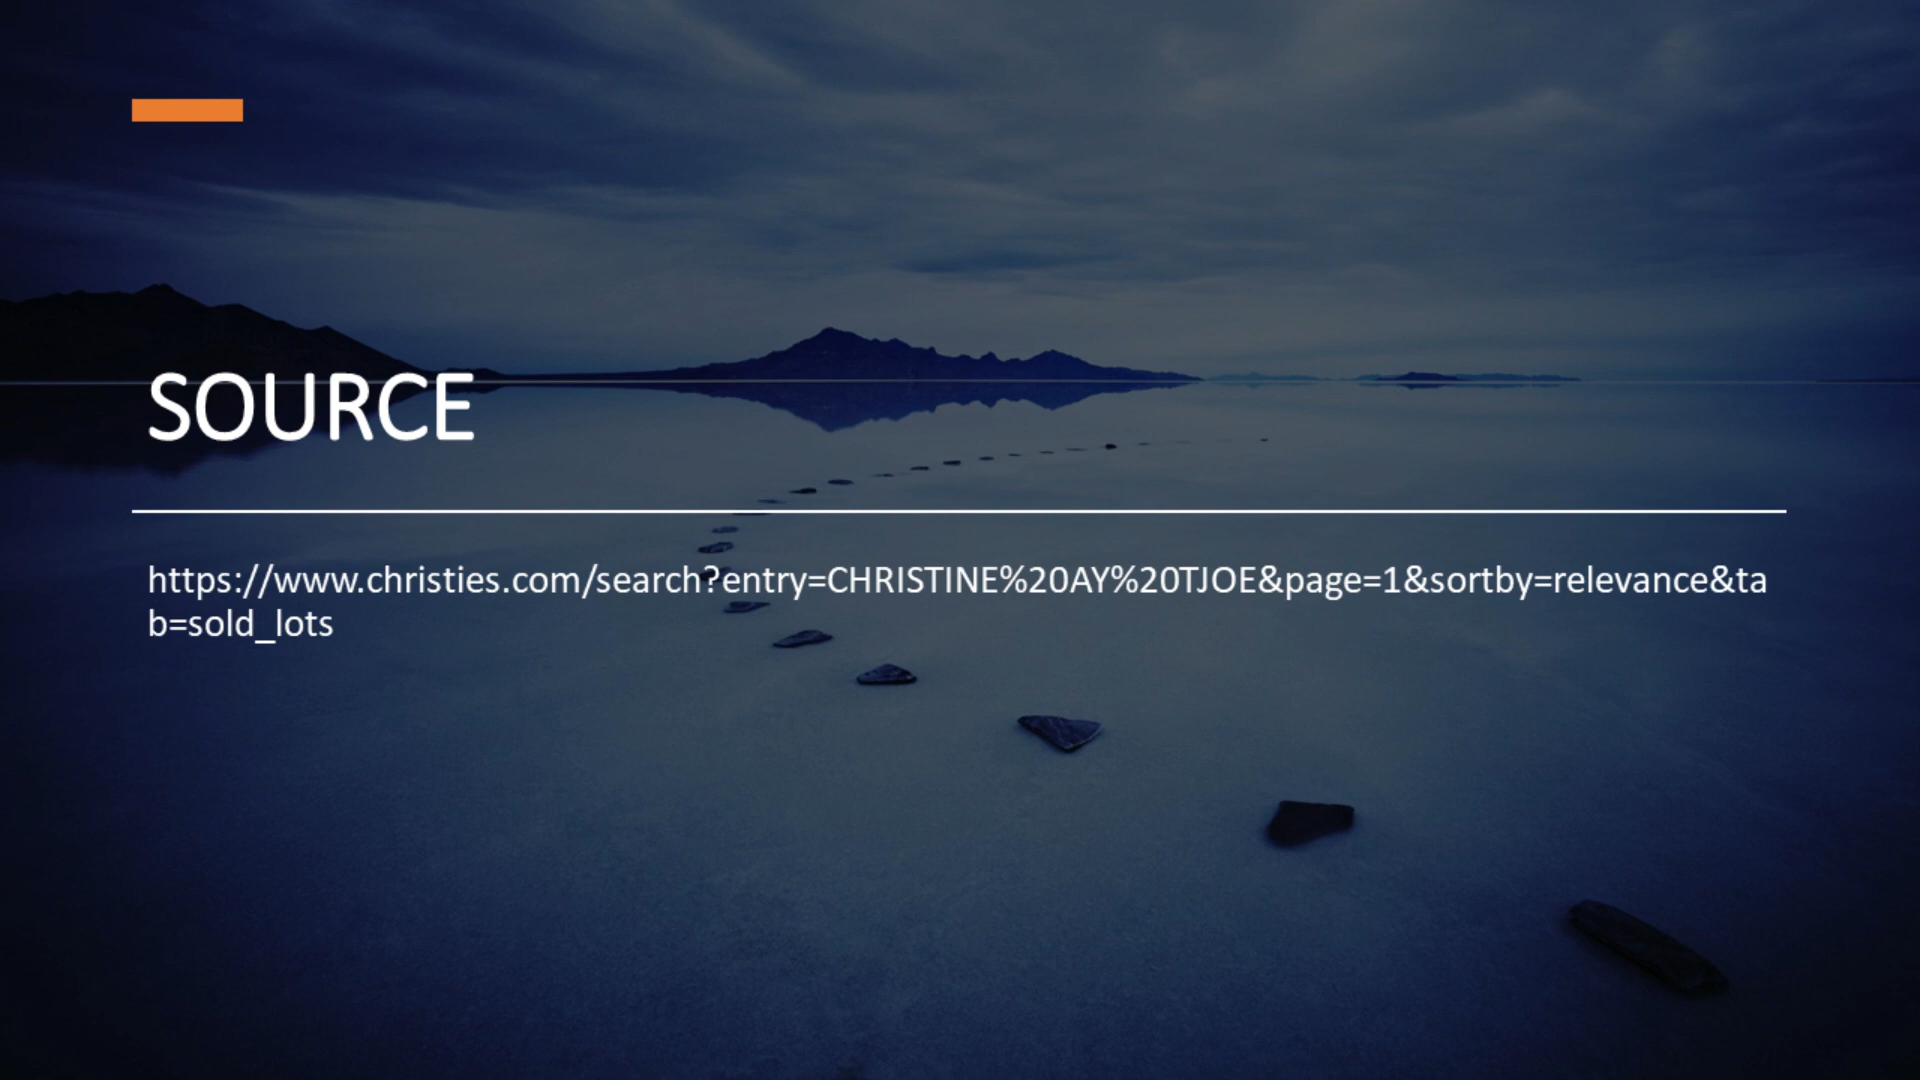 SOURCE
https://www.christies.com/search?entry=CHRISTINE%20AY%20TJOE&page=1&sortby=relevance&ta
b=sold_lots